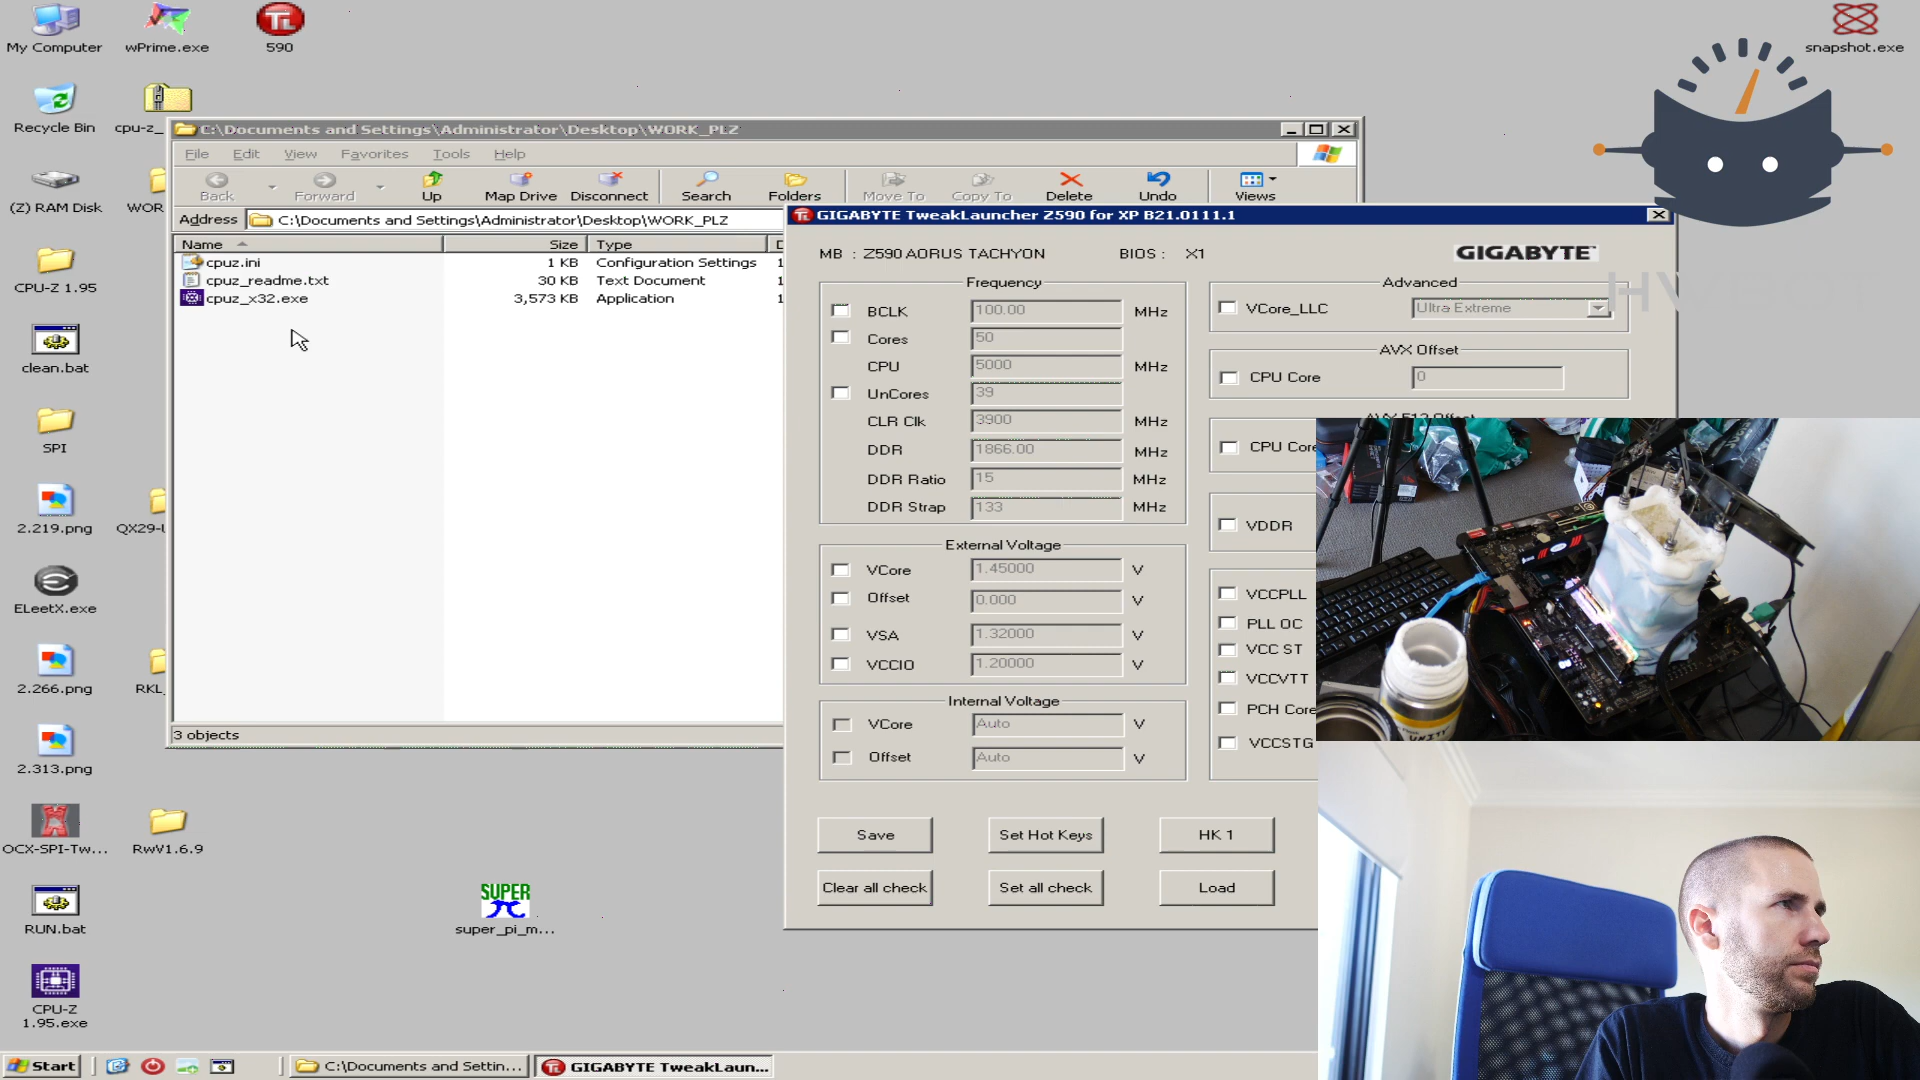 My Computer
wPrime.exe
590
snapshot.exe
Recycle Bin
cpu-z_
(Z) RAM Disk
WOR
CPU-Z 1.95
clean.bat
SPI
2.219.png
QX29-L
ELeetX.exe
2.266.png
RKL_
2.313.png
OCX-SPI-Tw...
RwV1.6.9
RUN.bat
SUPER
super_pi_m...
CPU-Z
1.95.exe
C:\Documents and Settings\Administrator\Desktop\WORK_PLZ
File Edit View Favorites Tools Help
Back Forward Up Map Drive Disconnect Search Folders Move To Copy To Delete Undo Views
Address C:\Documents and Settings\Administrator\Desktop\WORK_PLZ
Name Size Type D
cpuz.ini 1 KB Configuration Settings 1
cpuz_readme.txt 30 KB Text Document 1
cpuz_x32.exe 3,573 KB Application 1
3 objects
GIGABYTE TweakLauncher Z590 for XP B21.0111.1
MB : Z590 AORUS TACHYON BIOS : X1
GIGABYTE™
Frequency
BCLK 100.00 MHz
Cores 50
CPU 5000 MHz
UnCores 39
CLR Clk 3900 MHz
DDR 1866.00 MHz
DDR Ratio 15 MHz
DDR Strap 133 MHz
External Voltage
VCore 1.45000 V
Offset 0.000 V
VSA 1.32000 V
VCCIO 1.20000 V
Internal Voltage
VCore Auto V
Offset Auto V
Advanced
VCore_LLC Ultra Extreme
AVX Offset
CPU Core 0
CPU Core
VDDR
VCCPLL
PLL OC
VCC ST
VCCVTT
PCH Core
VCCSTG
Save Set Hot Keys HK 1
Clear all check Set all check Load
Start
C:\Documents and Settin...
GIGABYTE TweakLaun...